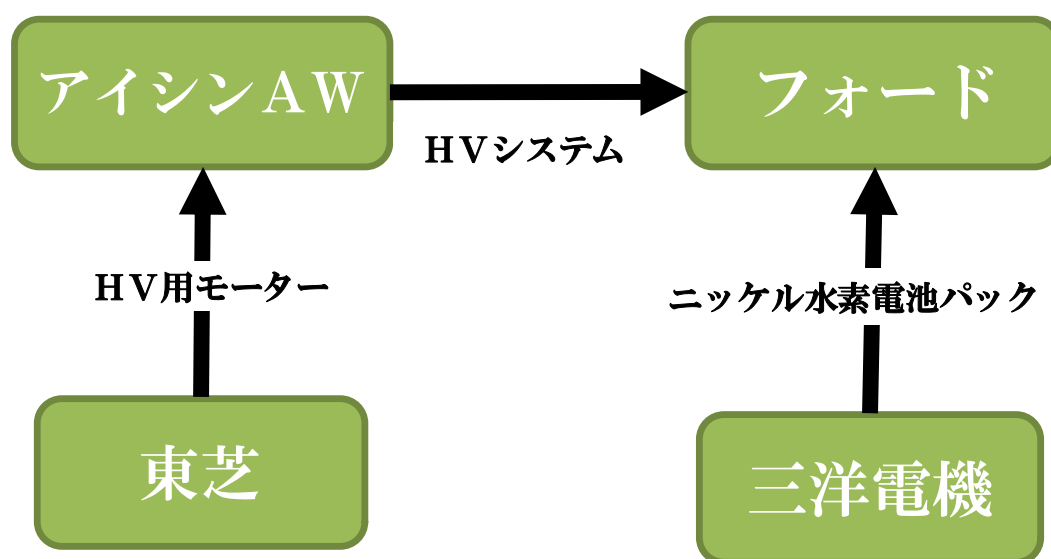 アイシンＡＷ
フォード
ＨＶシステム
ＨＶ用モーター
ニッケル水素電池パック
東芝
三洋電機